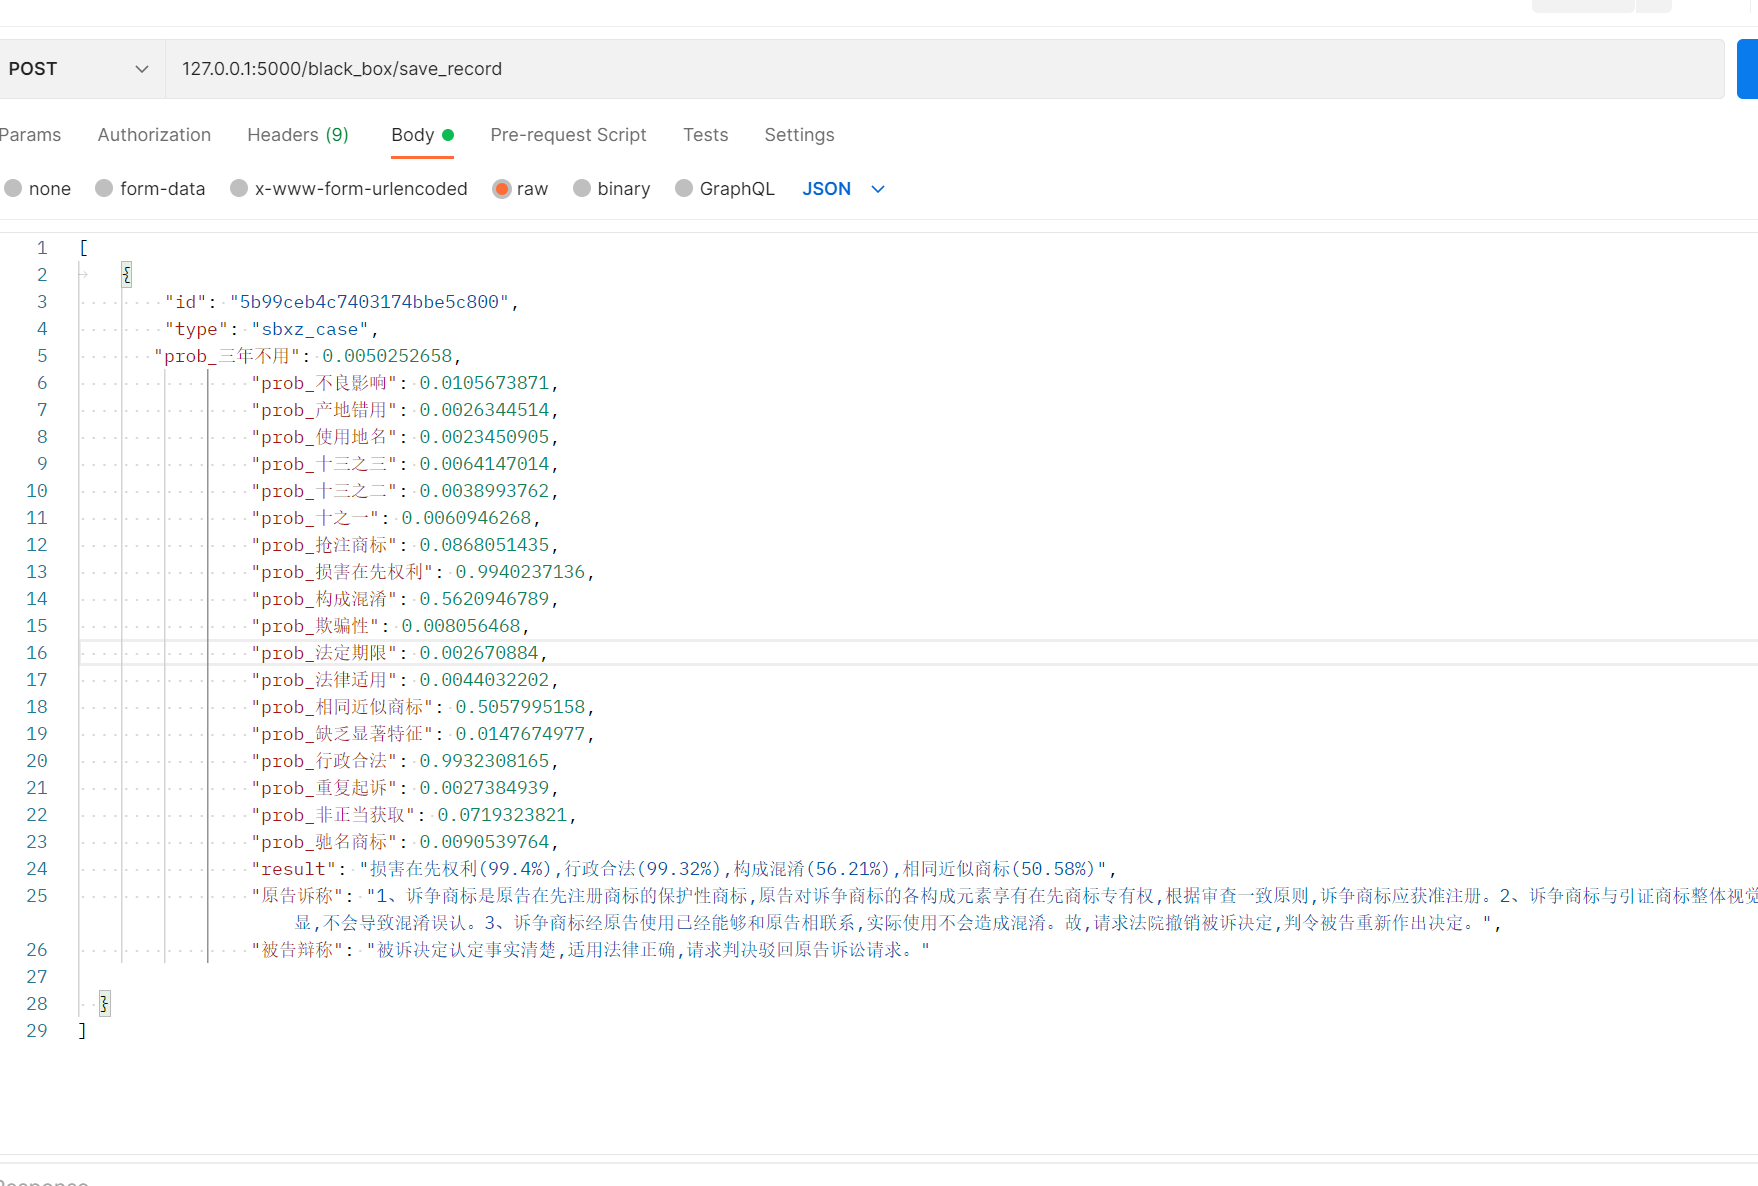 POST 127.0.0.1:5000/black_box/save_record
Params Authorization Headers (9) Body Pre-request Script Tests Settings
none form-data x-www-form-urlencoded raw binary GraphQL JSON
1 [
2 {
3 "id": "5b99ceb4c7403174bbe5c800",
4 "type": "sbxz_case",
5 "prob_三年不用": 0.0050252658,
6 "prob_不良影响": 0.0105673871,
7 "prob_产地错用": 0.0026344514,
8 "prob_使用地名": 0.0023450905,
9 "prob_十三之三": 0.0064147014,
10 "prob_十三之二": 0.0038993762,
11 "prob_十之一": 0.0060946268,
12 "prob_抢注商标": 0.0868051435,
13 "prob_损害在先权利": 0.9940237136,
14 "prob_构成混淆": 0.5620946789,
15 "prob_欺骗性": 0.008056468,
16 "prob_法定期限": 0.002670884,
17 "prob_法律适用": 0.0044032202,
18 "prob_相同近似商标": 0.5057995158,
19 "prob_缺乏显著特征": 0.0147674977,
20 "prob_行政合法": 0.9932308165,
21 "prob_重复起诉": 0.0027384939,
22 "prob_非正当获取": 0.0719323821,
23 "prob_驰名商标": 0.0090539764,
24 "result": "损害在先权利(99.4%),行政合法(99.32%),构成混淆(56.21%),相同近似商标(50.58%)",
25 "原告诉称": "1、诉争商标是原告在先注册商标的保护性商标,原告对诉争商标的各构成元素享有在先商标专有权,根据审查一致原则,诉争商标应获准注册。2、诉争商标与引证商标整体视觉
显,不会导致混淆误认。3、诉争商标经原告使用已经能够和原告相联系,实际使用不会造成混淆。故,请求法院撤销被诉决定,判令被告重新作出决定。",
26 "被告辩称": "被诉决定认定事实清楚,适用法律正确,请求判决驳回原告诉讼请求。"
27
28 }
29 ]